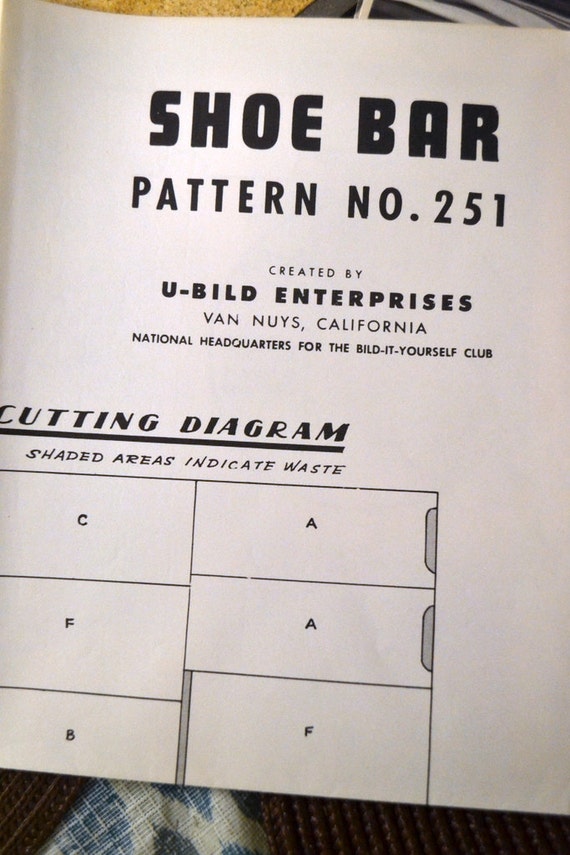 SHOE BAR
PATTERN NO. 251
CREATED BY
U-BILD ENTERPRISES
VAN NUYS, CALIFORNIA
NATIONAL HEADQUARTERS FOR THE BILD-IT-YOURSELF CLUB
CUTTING DIAGRAM
SHADED AREAS INDICATE WASTE
C A
F A
B F